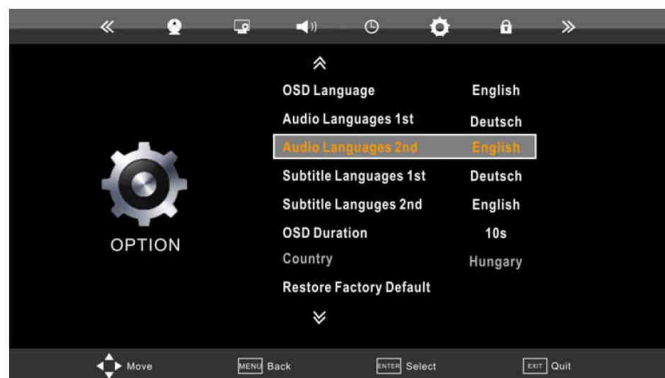 OSD Language English
Audio Languages 1st Deutsch
Audio Languages 2nd English
Subtitle Languages 1st Deutsch
Subtitle Languges 2nd English
OSD Duration 10s
Country Hungary
Restore Factory Default
OPTION
Move MENU Back ENTER Select EXIT Quit